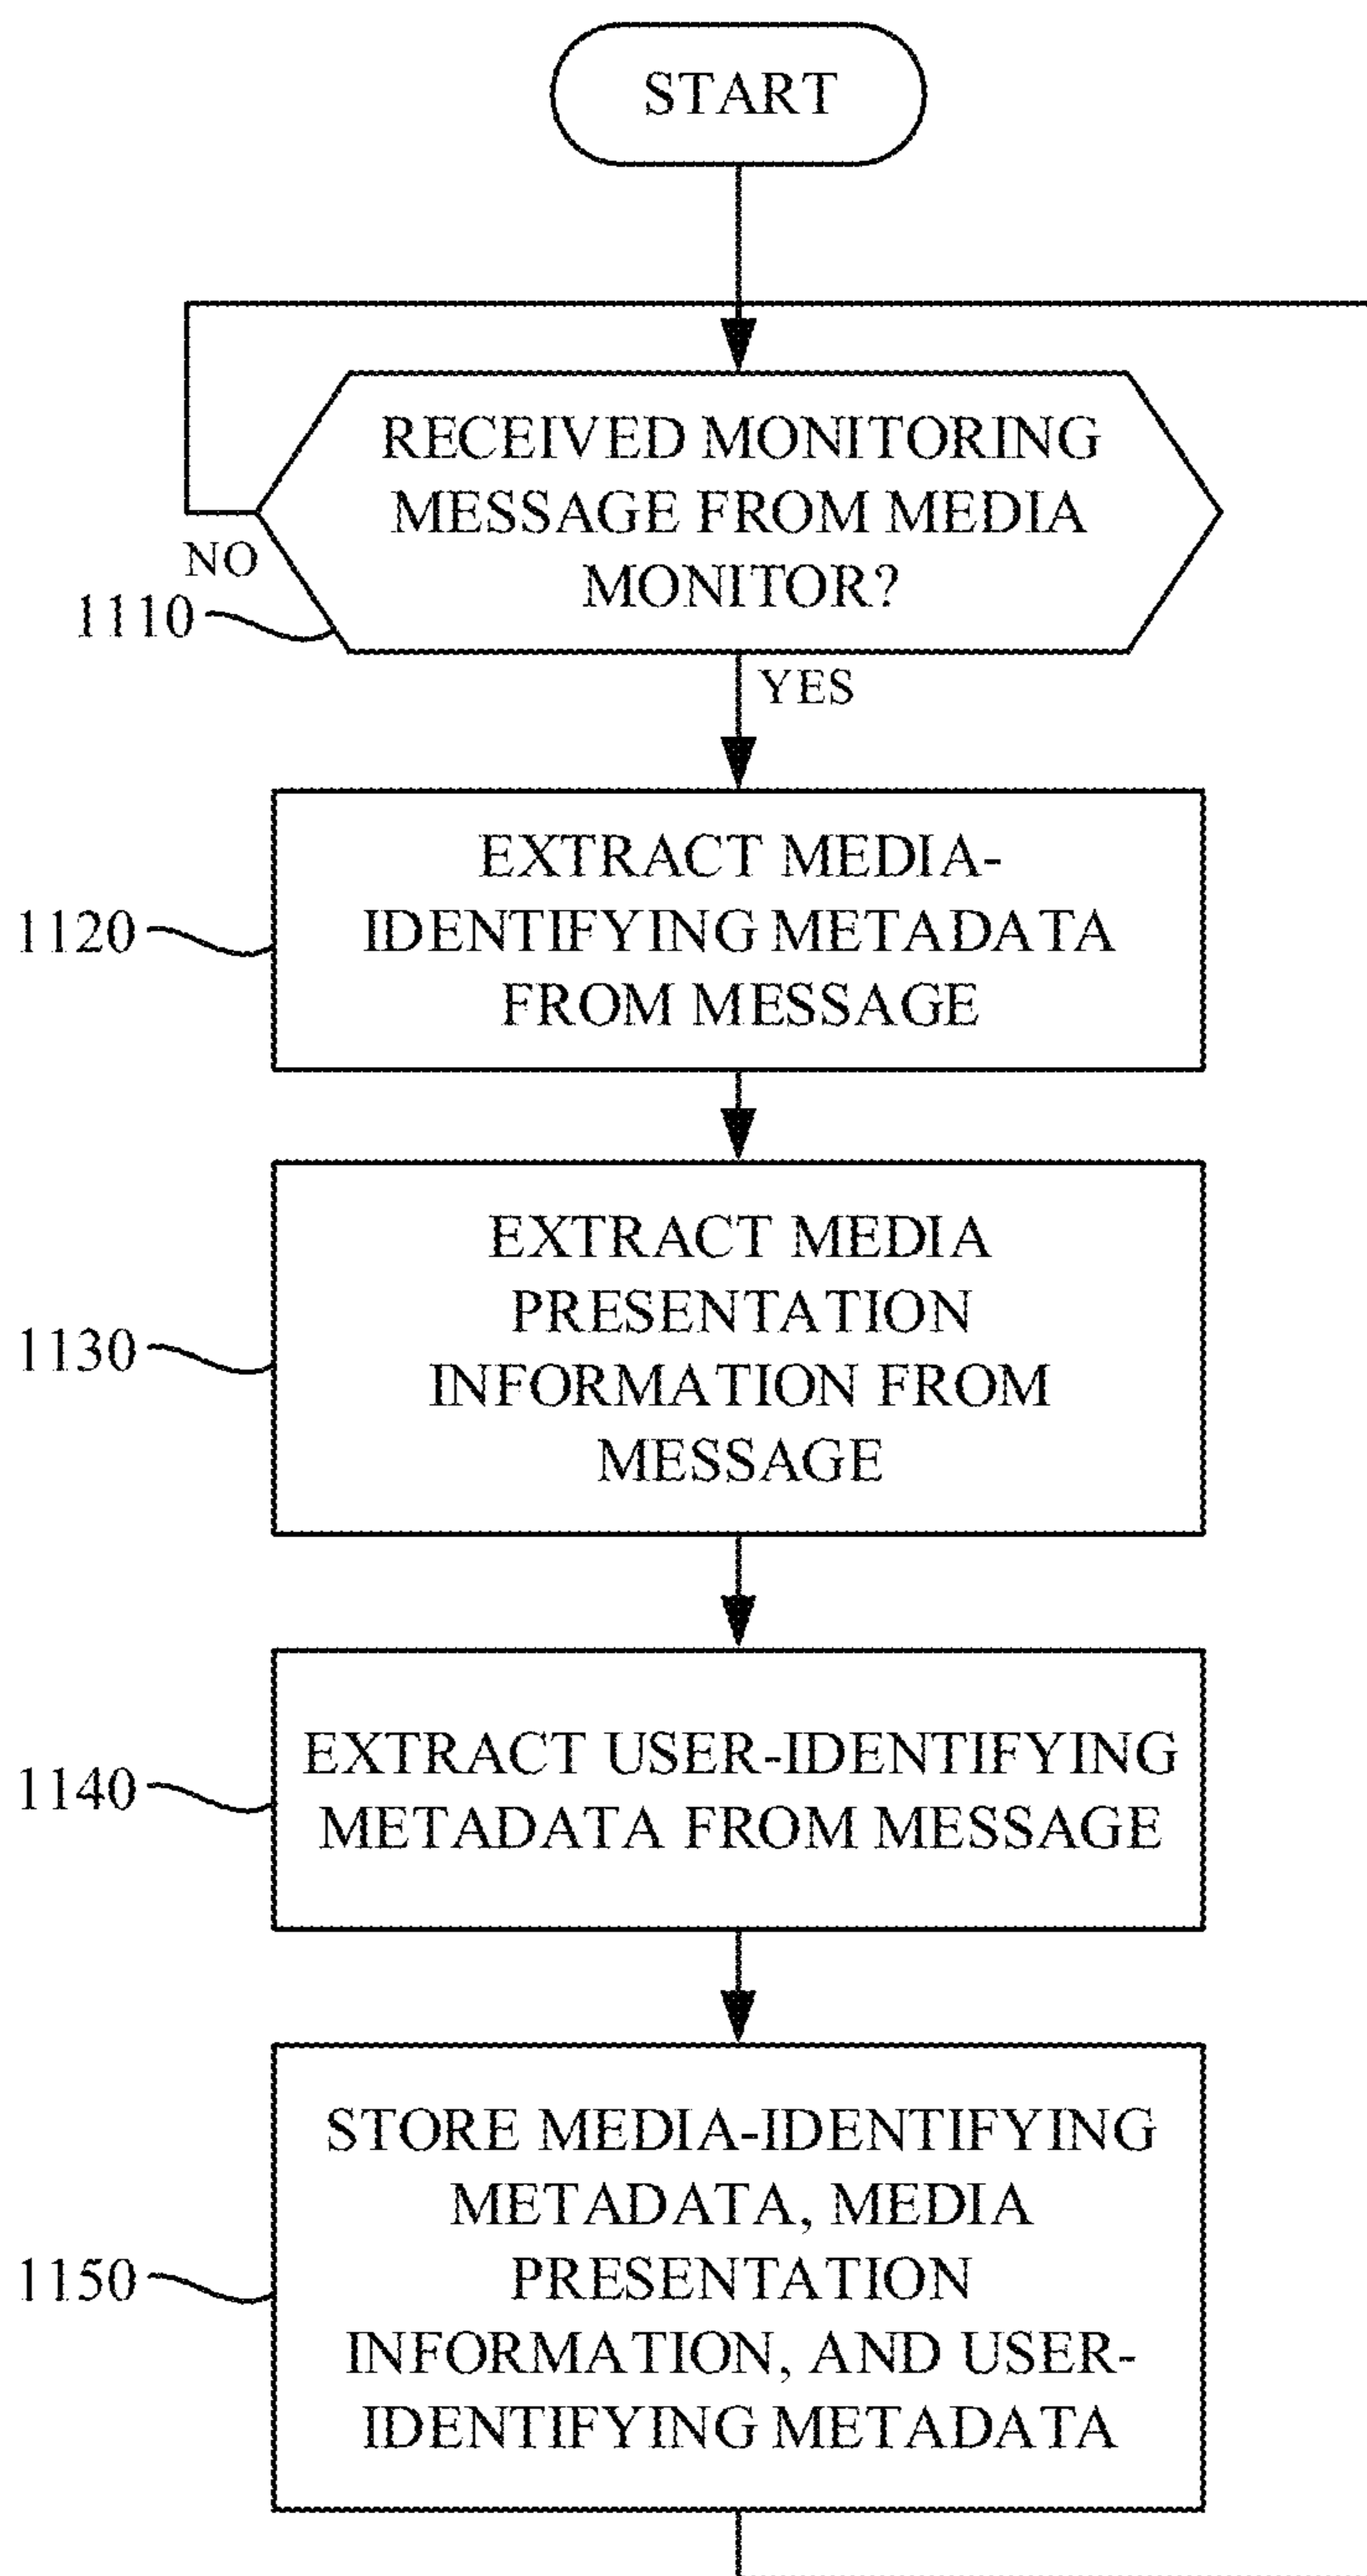 START
RECEIVED MONITORING
MESSAGE FROM MEDIA
MONITOR?
NO
1110
YES
EXTRACT MEDIA-
IDENTIFYING METADATA
FROM MESSAGE
1120
EXTRACT MEDIA
PRESENTATION
INFORMATION FROM
MESSAGE
1130
EXTRACT USER-IDENTIFYING
METADATA FROM MESSAGE
1140
STORE MEDIA-IDENTIFYING
METADATA, MEDIA
PRESENTATION
INFORMATION, AND USER-
IDENTIFYING METADATA
1150